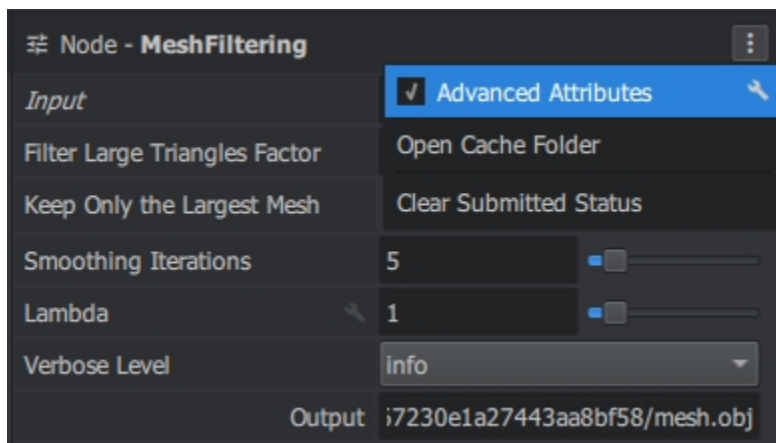 Node - MeshFiltering
Input
Advanced Attributes
Filter Large Triangles Factor
Open Cache Folder
Keep Only the Largest Mesh
Clear Submitted Status
Smoothing Iterations 5
Lambda 1
Verbose Level info
Output 57230e1a27443aa8bf58/mesh.obj